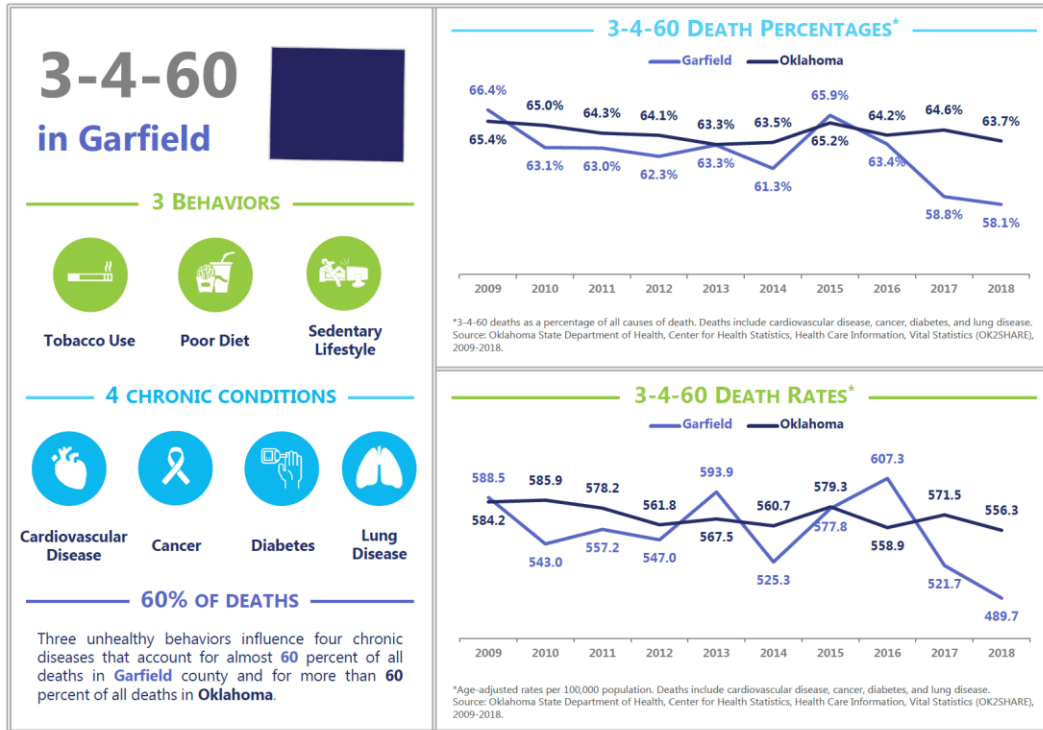 3-4-60
in Garfield
3 BEHAVIORS
Tobacco Use
Poor Diet
Sedentary
Lifestyle
4 CHRONIC CONDITIONS
Cardiovascular
Disease
Cancer
Diabetes
Lung
Disease
60% OF DEATHS
Three unhealthy behaviors influence four chronic
diseases that account for almost 60 percent of all
deaths in Garfield county and for more than 60
percent of all deaths in Oklahoma.
3-4-60 DEATH PERCENTAGES*
Garfield Oklahoma
66.4% 63.1% 63.0% 62.3% 63.3% 61.3% 65.9% 63.4% 58.8% 58.1%
65.4% 65.0% 64.3% 64.1% 63.3% 63.5% 65.2% 64.2% 64.6% 63.7%
2009 2010 2011 2012 2013 2014 2015 2016 2017 2018
*3-4-60 deaths as a percentage of all causes of death. Deaths include cardiovascular disease, cancer, diabetes, and lung disease.
Source: Oklahoma State Department of Health, Center for Health Statistics, Health Care Information, Vital Statistics (OK2SHARE),
2009-2018.
3-4-60 DEATH RATES*
Garfield Oklahoma
588.5 543.0 557.2 547.0 593.9 525.3 577.8 607.3 521.7 489.7
584.2 585.9 578.2 561.8 567.5 560.7 579.3 558.9 571.5 556.3
2009 2010 2011 2012 2013 2014 2015 2016 2017 2018
*Age-adjusted rates per 100,000 population. Deaths include cardiovascular disease, cancer, diabetes, and lung disease.
Source: Oklahoma State Department of Health, Center for Health Statistics, Health Care Information, Vital Statistics (OK2SHARE),
2009-2018.